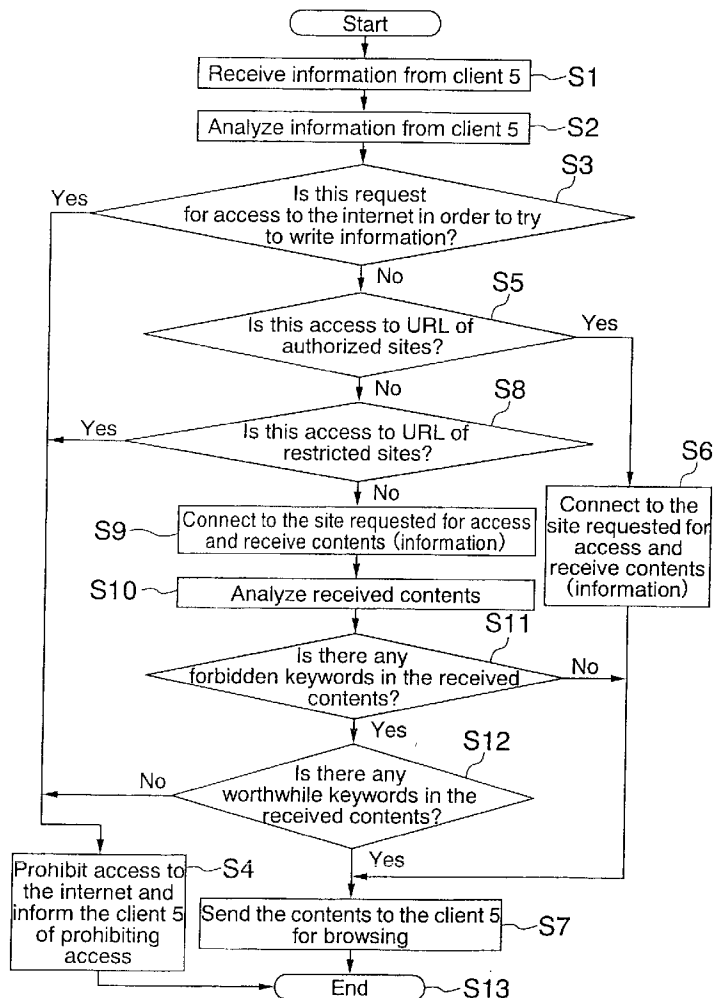 Start
Receive information from client 5
S1
Analyze information from client 5
S2
S3
Yes
Is this request
for access to the internet in order to try
to write information?
No
S5
Is this access to URL of
authorized sites?
Yes
No
S8
Yes
Is this access to URL of
restricted sites?
S6
No
S9
Connect to the site requested for access
and receive contents (information)
Connect to the
site requested for
access and
receive contents
(information)
S10
Analyze received contents
S11
Is there any
forbidden keywords in the received
contents?
No
Yes
S12
No
Is there any
worthwhile keywords in the
received contents?
Yes
S4
Prohibit access to
the internet and
inform the client 5
of prohibiting
access
Send the contents to the client 5
for browsing
S7
End
S13